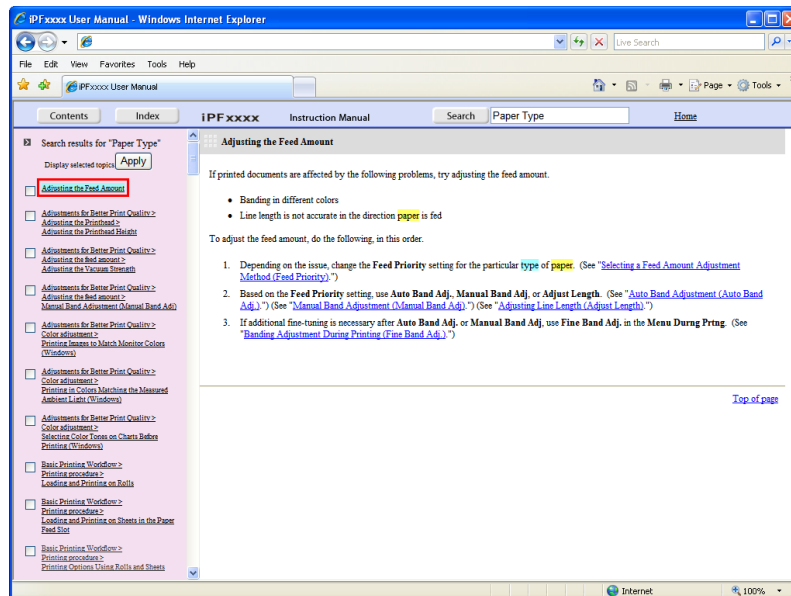 iPFxxxx User Manual - Windows Internet Explorer
Live Search
File Edit View Favorites Tools Help
iPFxxxx User Manual
Page Tools
Contents Index iPFxxxx Instruction Manual Search Paper Type Home
Search results for "Paper Type"
Display selected topics Apply
Adjusting the Feed Amount
Adjustments for Better Print Quality >
Adjusting the Printhead >
Adjusting the Printhead Height
Adjustments for Better Print Quality >
Adjusting the feed amount >
Adjusting the Vacuum Strength
Adjustments for Better Print Quality >
Adjusting the feed amount >
Manual Band Adjustment (Manual Band Adj)
Adjustments for Better Print Quality >
Color adjustment >
Printing Images to Match Monitor Colors
(Windows)
Adjustments for Better Print Quality >
Color adjustment >
Printing in Colors Matching the Measured
Ambient Light (Windows)
Adjustments for Better Print Quality >
Color adjustment >
Selecting Color Tones on Charts Before
Printing (Windows)
Basic Printing Workflow >
Printing procedure >
Loading and Printing on Rolls
Basic Printing Workflow >
Printing procedure >
Loading and Printing on Sheets in the Paper
Feed Slot
Basic Printing Workflow >
Printing procedure >
Printing Options Using Rolls and Sheets
Adjusting the Feed Amount
If printed documents are affected by the following problems, try adjusting the feed amount.
• Banding in different colors
• Line length is not accurate in the direction paper is fed
To adjust the feed amount, do the following, in this order.
1. Depending on the issue, change the Feed Priority setting for the particular type of paper. (See "Selecting a Feed Amount Adjustment
Method (Feed Priority).")
2. Based on the Feed Priority setting, use Auto Band Adj., Manual Band Adj, or Adjust Length. (See "Auto Band Adjustment (Auto Band
Adj.).") (See "Manual Band Adjustment (Manual Band Adj).") (See "Adjusting Line Length (Adjust Length).")
3. If additional fine-tuning is necessary after Auto Band Adj. or Manual Band Adj, use Fine Band Adj. in the Menu Durng Prtng. (See
"Banding Adjustment During Printing (Fine Band Adj.).")
Top of page
Internet 100%